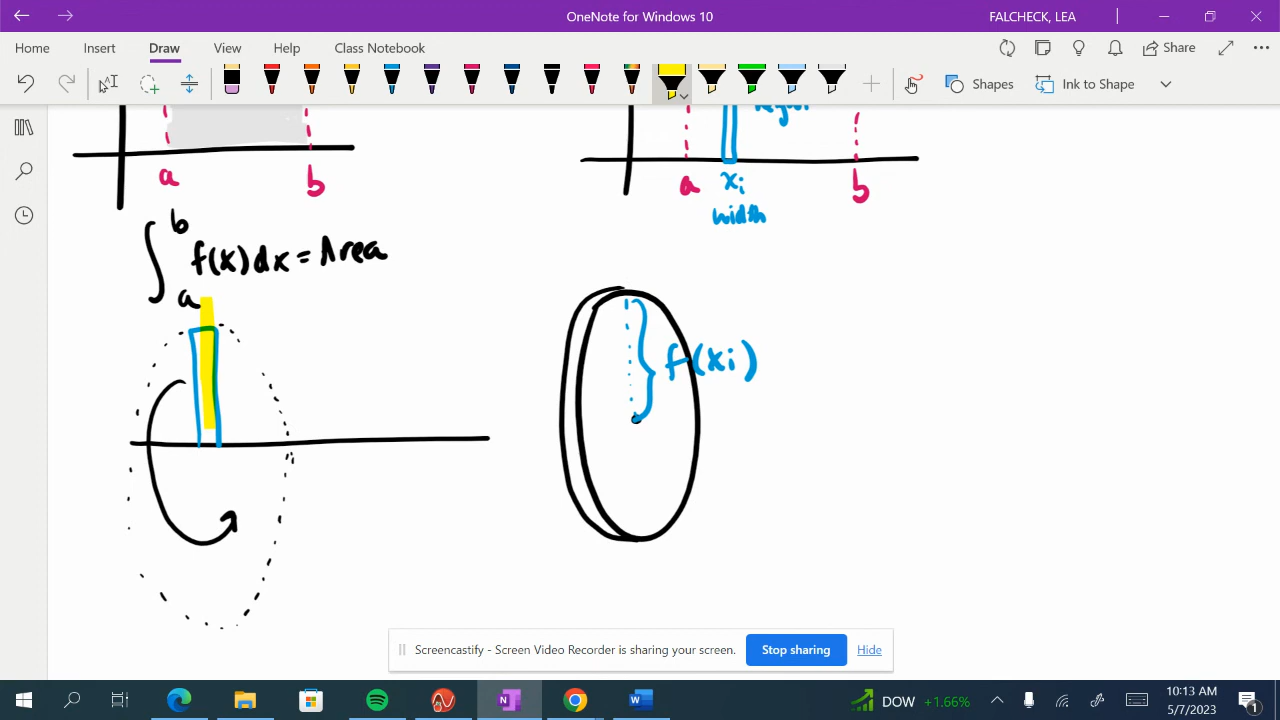 OneNote for Windows 10
FALCHECK, LEA
Home Insert Draw View Help Class Notebook
Share
Shapes
Ink to Shape
a
b
a
xi
b
width
∫ b a f(x)dx = Area
f(xi)
Screencastify - Screen Video Recorder is sharing your screen.
Stop sharing
Hide
DOW +1.66%
10:13 AM
5/7/2023
1